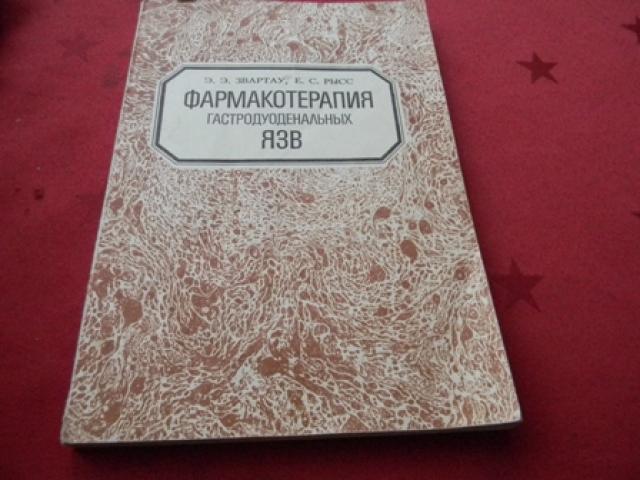 Э. Э. ЗВАРТАУ, Е. С. РЫСС
ФАРМАКОТЕРАПИЯ
ГАСТРОДУОДЕНАЛЬНЫХ
ЯЗВ